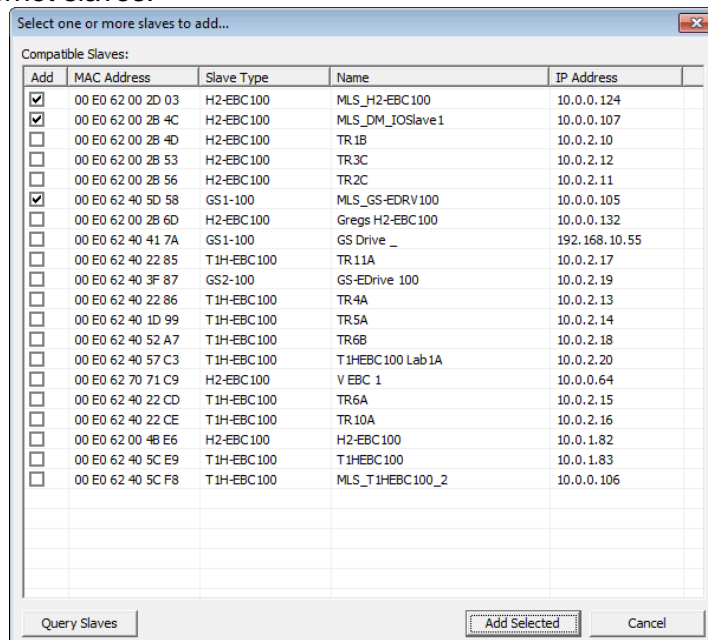 Select one or more slaves to add...
Compatible Slaves:
Add MAC Address Slave Type Name IP Address
00 E0 62 00 2D 03 H2-EBC100 MLS_H2-EBC100 10.0.0.124
00 E0 62 00 2B 4C H2-EBC100 MLS_DM_IOSlave1 10.0.0.107
00 E0 62 00 2B 4D H2-EBC100 TR1B 10.0.2.10
00 E0 62 00 2B 53 H2-EBC100 TR3C 10.0.2.12
00 E0 62 00 2B 56 H2-EBC100 TR2C 10.0.2.11
00 E0 62 40 5D 58 GS1-100 MLS_GS-EDRV100 10.0.0.105
00 E0 62 00 2B 6D H2-EBC100 Gregs H2-EBC100 10.0.0.132
00 E0 62 40 41 7A GS1-100 GS Drive _ 192.168.10.55
00 E0 62 40 22 85 T1H-EBC100 TR11A 10.0.2.17
00 E0 62 40 3F 87 GS2-100 GS-EDrive 100 10.0.2.19
00 E0 62 40 22 86 T1H-EBC100 TR4A 10.0.2.13
00 E0 62 40 1D 99 T1H-EBC100 TR5A 10.0.2.14
00 E0 62 40 52 A7 T1H-EBC100 TR6B 10.0.2.18
00 E0 62 40 57 C3 T1H-EBC100 T1HEBC100 Lab1A 10.0.2.20
00 E0 62 70 71 C9 H2-EBC100 V EBC 1 10.0.0.64
00 E0 62 40 22 CD T1H-EBC100 TR6A 10.0.2.15
00 E0 62 40 22 CE T1H-EBC100 TR10A 10.0.2.16
00 E0 62 00 4B E6 H2-EBC100 H2-EBC100 10.0.1.82
00 E0 62 40 5C E9 T1H-EBC100 T1HEBC100 10.0.1.83
00 E0 62 40 5C F8 T1H-EBC100 MLS_T1HEBC100_2 10.0.0.106
Query Slaves Add Selected Cancel